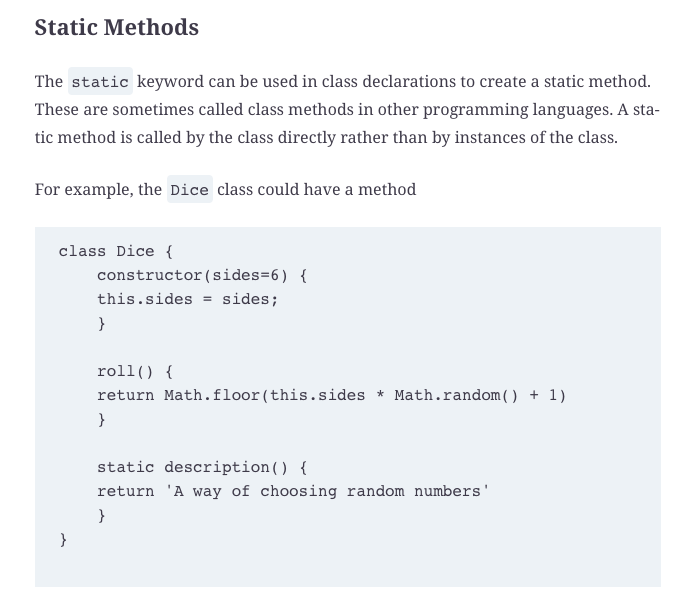 Static Methods
The static keyword can be used in class declarations to create a static method.
These are sometimes called class methods in other programming languages. A sta-
tic method is called by the class directly rather than by instances of the class.
For example, the Dice class could have a method
class Dice {
    constructor(sides=6) {
    this.sides = sides;
    }
    roll() {
    return Math.floor(this.sides * Math.random() + 1)
    }
    static description() {
    return 'A way of choosing random numbers'
    }
}